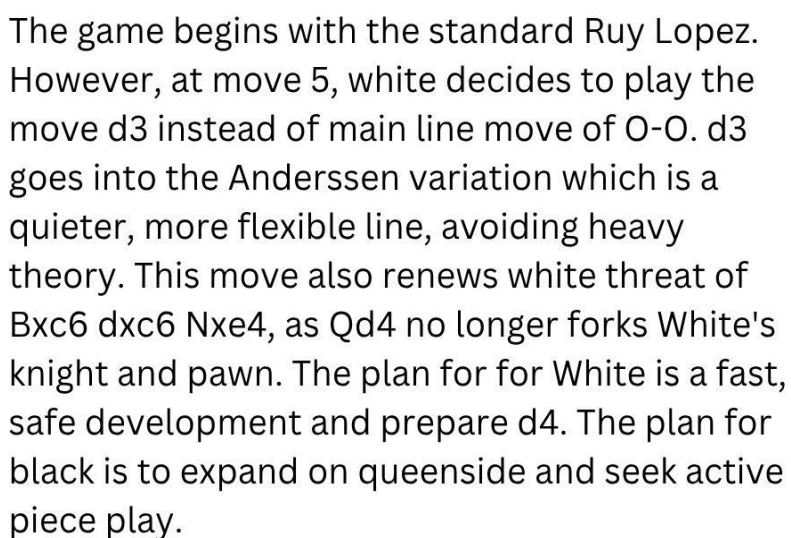 The game begins with the standard Ruy Lopez.
However, at move 5, white decides to play the
move d3 instead of main line move of O-O. d3
goes into the Anderssen variation which is a
quieter, more flexible line, avoiding heavy
theory. This move also renews white threat of
Bxc6 dxc6 Nxe4, as Qd4 no longer forks White's
knight and pawn. The plan for for White is a fast,
safe development and prepare d4. The plan for
black is to expand on queenside and seek active
piece play.